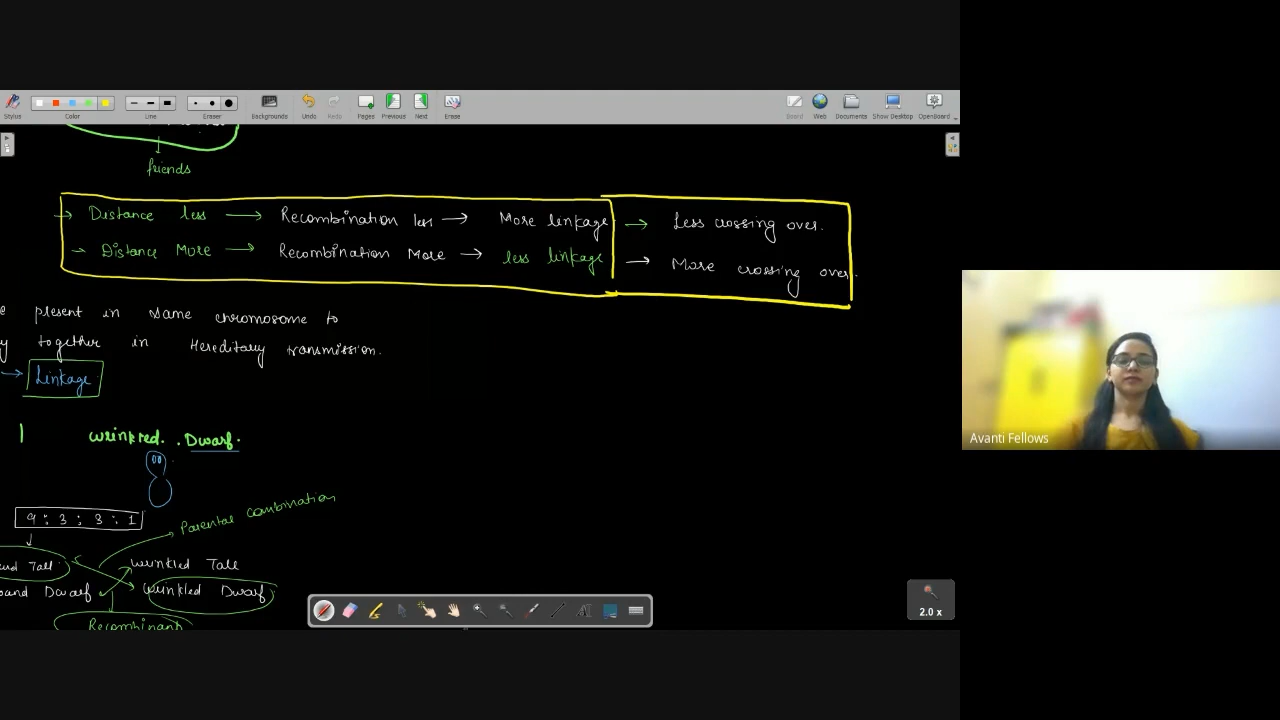 Stylus Color Line Eraser Backgrounds Undo Redo Pages Previous Next Erase Board Web Documents Show Desktop OpenBoard
friends
→ Distance less → Recombination less → More linkage → Less crossing over.
→ Distance More → Recombination More → less linkage → More crossing over.
present in same chromosome to
together in Hereditary transmission.
→ Linkage
wrinkred. . Dwarf.
9 : 3 : 3 : 1
Parental combination
Tall wrinkled Tall
Dwarf wrinkled Dwarf
Recombinant
2.0 x
Avanti Fellows